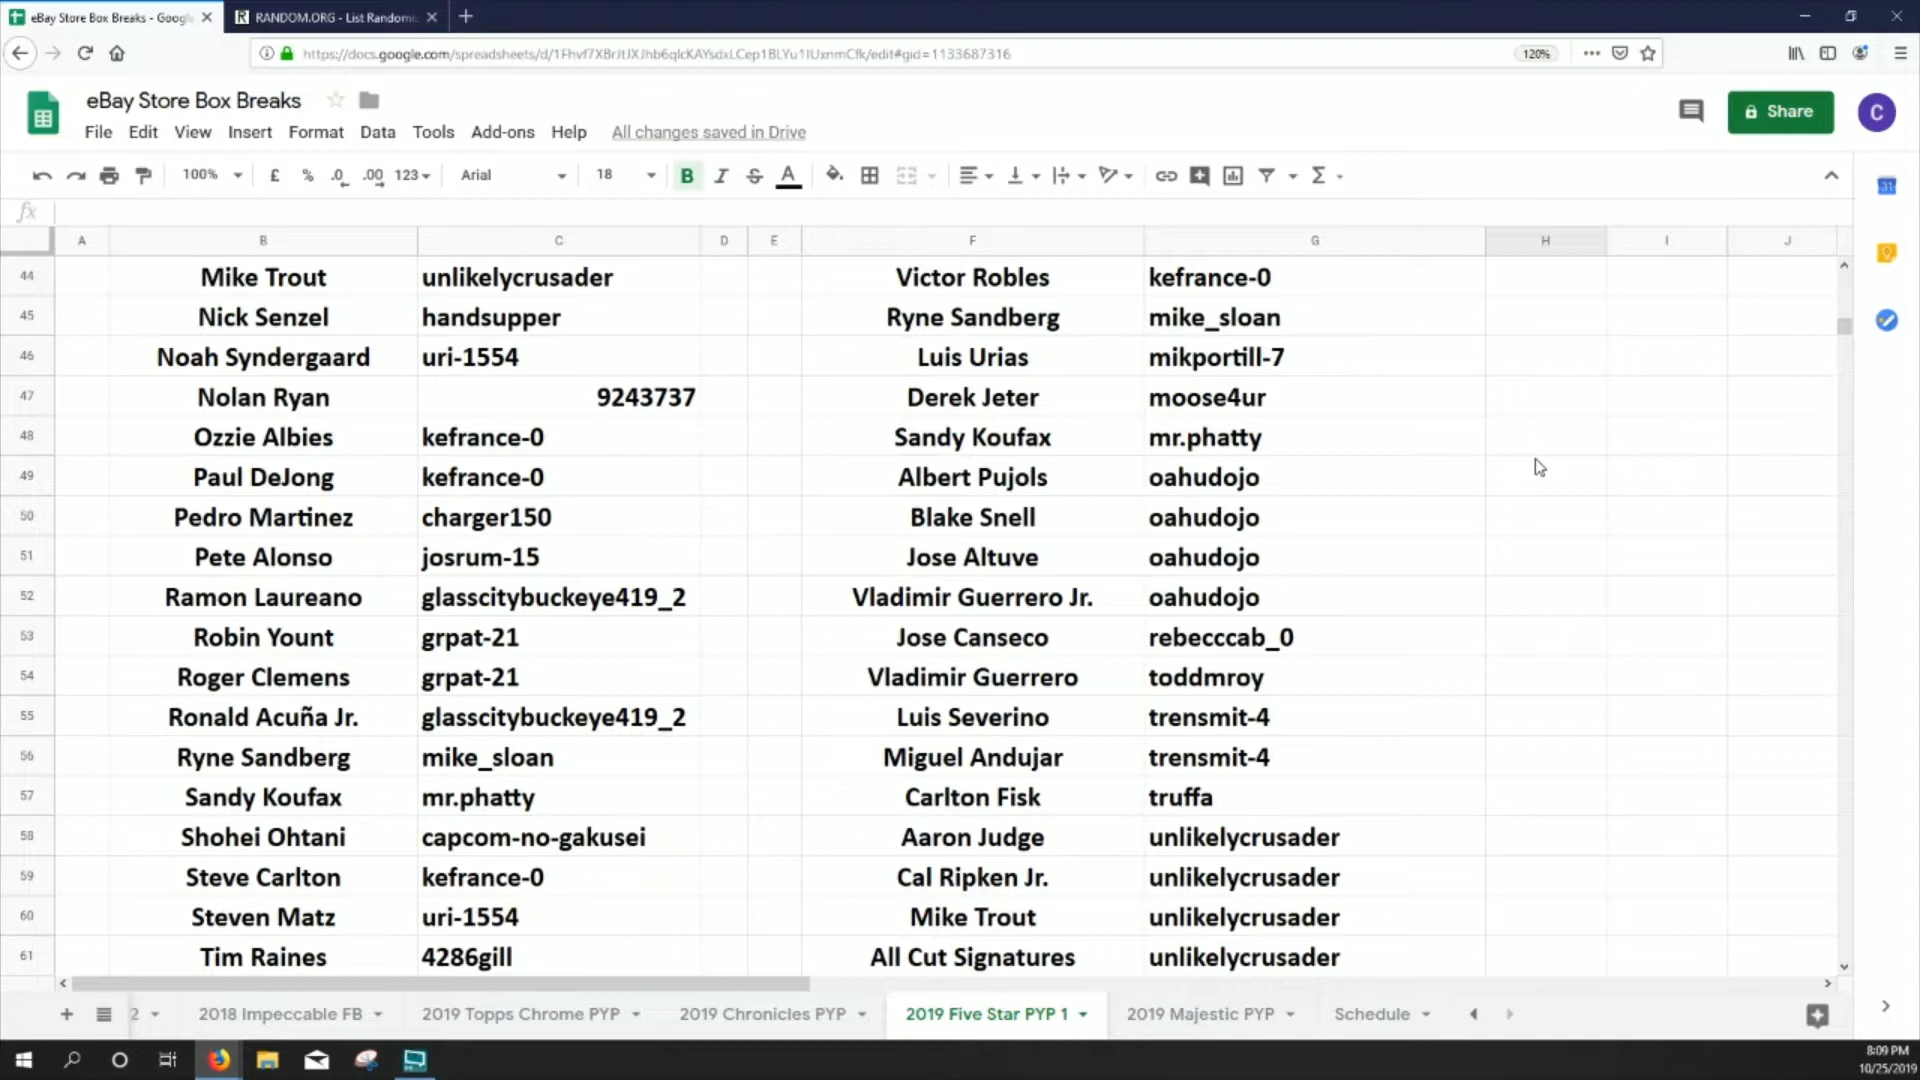 eBay Store Box Breaks - Google
RANDOM.ORG - List Randomi
https://docs.google.com/spreadsheets/d/1Fhvf7XBrJtJXJhb6qlcKAYsdxLCep1BLYu1IUxnmCfk/edit#gid=1133687316
120%
eBay Store Box Breaks
File Edit View Insert Format Data Tools Add-ons Help All changes saved in Drive
Share
C
100% £ % .0 .00 123 Arial 18 B I S A
31
fx
A B C D E F G H I J
44 Mike Trout unlikelycrusader Victor Robles kefrance-0
45 Nick Senzel handsupper Ryne Sandberg mike_sloan
46 Noah Syndergaard uri-1554 Luis Urias mikportill-7
47 Nolan Ryan 9243737 Derek Jeter moose4ur
48 Ozzie Albies kefrance-0 Sandy Koufax mr.phatty
49 Paul DeJong kefrance-0 Albert Pujols oahudojo
50 Pedro Martinez charger150 Blake Snell oahudojo
51 Pete Alonso josrum-15 Jose Altuve oahudojo
52 Ramon Laureano glasscitybuckeye419_2 Vladimir Guerrero Jr. oahudojo
53 Robin Yount grpat-21 Jose Canseco rebecccab_0
54 Roger Clemens grpat-21 Vladimir Guerrero toddmroy
55 Ronald Acuña Jr. glasscitybuckeye419_2 Luis Severino trensmit-4
56 Ryne Sandberg mike_sloan Miguel Andujar trensmit-4
57 Sandy Koufax mr.phatty Carlton Fisk truffa
58 Shohei Ohtani capcom-no-gakusei Aaron Judge unlikelycrusader
59 Steve Carlton kefrance-0 Cal Ripken Jr. unlikelycrusader
60 Steven Matz uri-1554 Mike Trout unlikelycrusader
61 Tim Raines 4286gill All Cut Signatures unlikelycrusader
2 2018 Impeccable FB 2019 Topps Chrome PYP 2019 Chronicles PYP 2019 Five Star PYP 1 2019 Majestic PYP Schedule
8:09 PM
10/25/2019